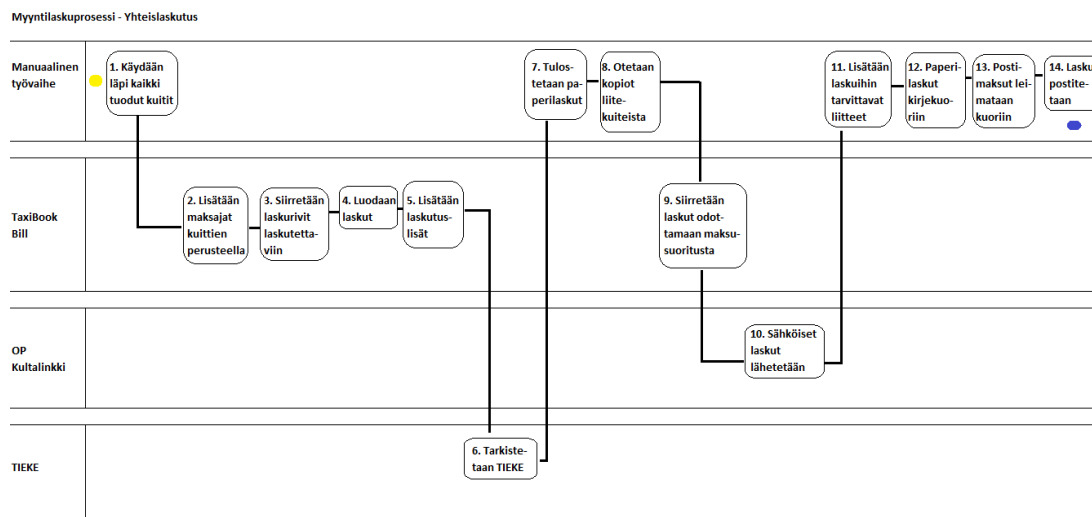 Myyntilaskuprosessi - Yhteislaskutus
Manuaalinen
työvaihe
1. Käydään
läpi kaikki
tuodut kuitit
7. Tulos-
tetaan pa-
perilaskut
8. Otetaan
kopiot
liite-
kuiteista
11. Lisätään
laskuihin
tarvittavat
liitteet
12. Paperi-
laskut
kirjekuo-
riin
13. Posti-
maksut lei-
mataan
kuoriin
14. Lasku
postite-
taan
TaxiBook
Bill
2. Lisätään
maksajat
kuittien
perusteella
3. Siirretään
laskurivit
laskutetta-
viin
4. Luodaan
laskut
5. Lisätään
laskutus-
lisät
9. Siirretään
laskut odot-
tamaan maksu-
suoritusta
OP
Kultalinkki
10. Sähköiset
laskut
lähetetään
TIEKE
6. Tarkiste-
taan TIEKE